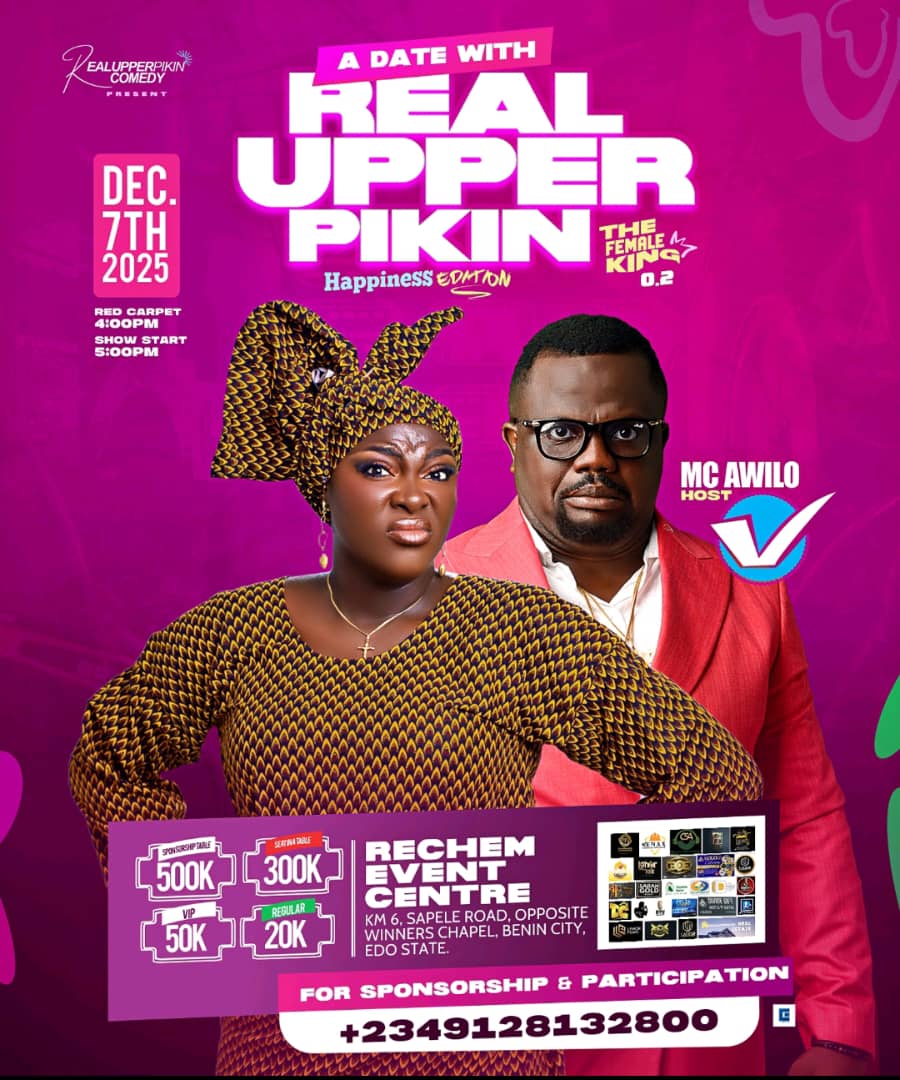 REALUPPERPIKIN
COMEDY
PRESENT
A DATE WITH
REAL
UPPER
PIKIN
THE
FEMALE
KING
0.2
Happiness EDITION
DEC.
7TH
2025
RED CARPET
4:00PM
SHOW START
5:00PM
MC AWILO
HOST
SPONSORSHIP TABLE
500K
SEATING TABLE
300K
VIP
50K
REGULAR
20K
RECHEM
EVENT
CENTRE
KM 6, SAPELE ROAD, OPPOSITE
WINNERS CHAPEL, BENIN CITY,
EDO STATE.
FOR SPONSORSHIP & PARTICIPATION
+2349128132800